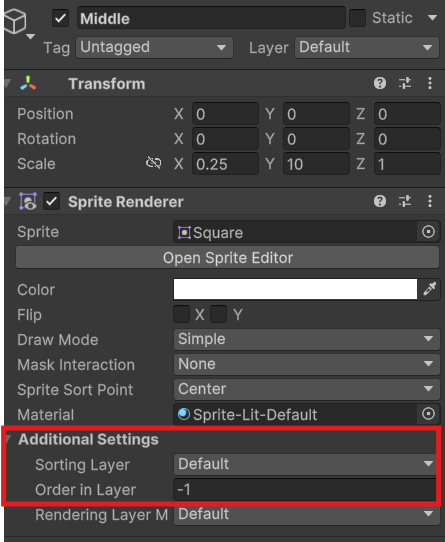 Middle Static
Tag Untagged Layer Default
Transform
Position X 0 Y 0 Z 0
Rotation X 0 Y 0 Z 0
Scale X 0.25 Y 10 Z 1
Sprite Renderer
Sprite Square
Open Sprite Editor
Color
Flip X Y
Draw Mode Simple
Mask Interaction None
Sprite Sort Point Center
Material Sprite-Lit-Default
Additional Settings
Sorting Layer Default
Order in Layer -1
Rendering Layer M Default